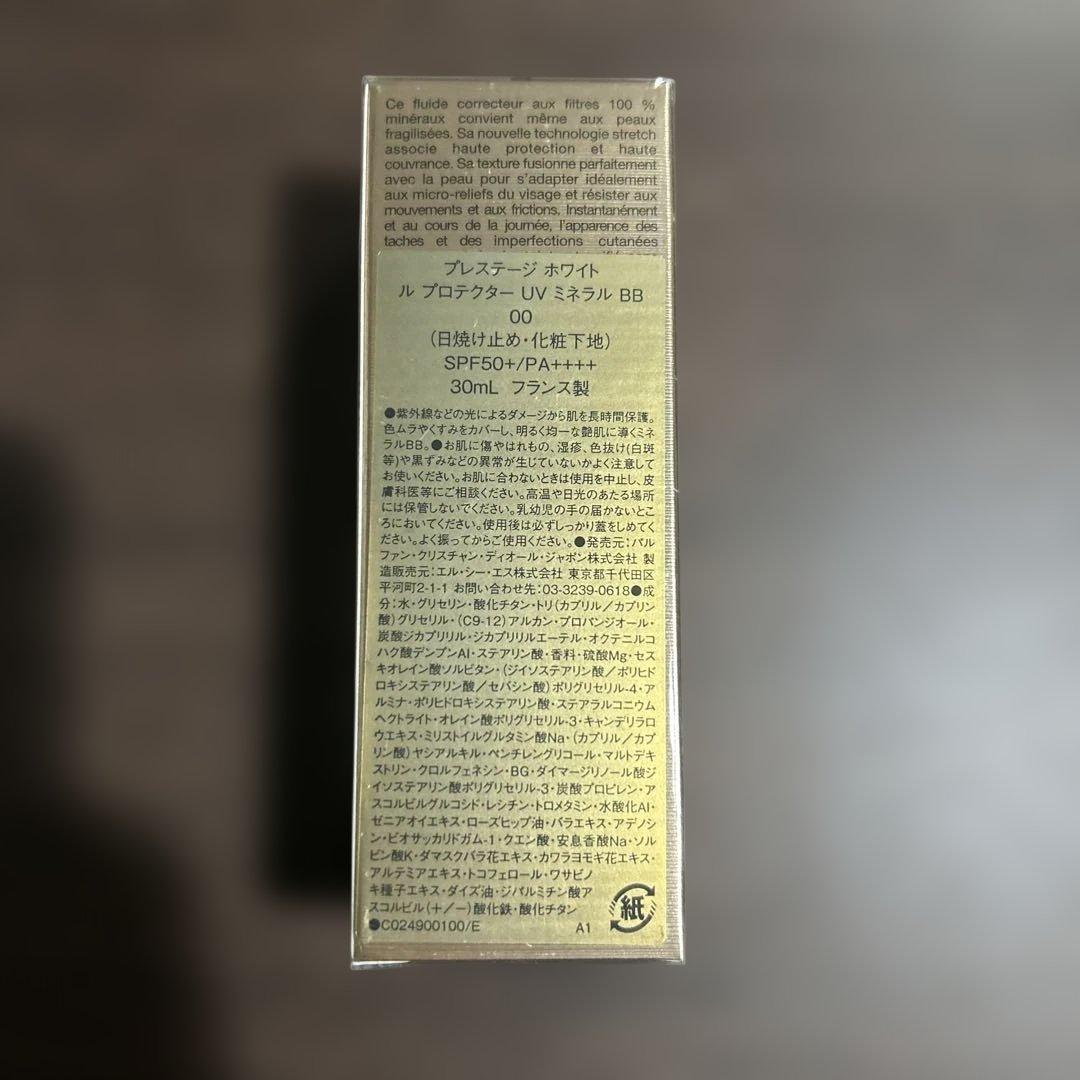 Ce fluide correcteur aux filtres 100 %
minéraux convient même aux peaux
fragilisées. Sa nouvelle technologie stretch
associe haute protection et haute
couvrance. Sa texture fusionne parfaitement
avec la peau pour s'adapter idéalement
aux micro-reliefs du visage et résister aux
mouvements et aux frictions. Instantanément
et au cours de la journée, l'apparence des
taches et des imperfections cutanées
プレステージ ホワイト
ル プロテクター UV ミネラル BB
00
(日焼け止め・化粧下地)
SPF50+/PA++++
30mL フランス製
●紫外線などの光によるダメージから肌を長時間保護。
色ムラやくすみをカバーし、明るく均一な艶肌に導くミネ
ラルBB。●お肌に傷やはれもの、湿疹、色抜け(白斑
等)や黒ずみなどの異常が生じていないかよく注意して
お使いください。お肌に合わないときは使用を中止し、皮
膚科医等にご相談ください。高温や日光のあたる場所
には保管しないでください。乳幼児の手の届かないとこ
ろにおいてください。使用後は必ずしっかり蓋をしめてく
ださい。よく振ってからご使用ください。●発売元:パル
ファン・クリスチャン・ディオール・ジャポン株式会社 製
造販売元:エル・シー・エス株式会社 東京都千代田区
平河町2-1-1 お問い合わせ先:03-3239-0618●成
分:水・グリセリン・酸化チタン・トリ(カプリル/カプリン
酸)グリセリル・(C9-12)アルカン・プロパンジオール・
炭酸ジカプリリル・ジカプリリルエーテル・オクテニルコ
ハク酸デンプンAl・ステアリン酸・香料・硫酸Mg・セス
キオレイン酸ソルビタン・(ジイソステアリン酸/ポリヒド
ロキシステアリン酸/セバシン酸)ポリグリセリル-4・ア
ルミナ・ポリヒドロキシステアリン酸・ステアラルコニウム
ヘクトライト・オレイン酸ポリグリセリル-3・キャンデリラロ
ウエキス・ミリストイルグルタミン酸Na・(カプリル/カプ
リン酸)ヤシアルキル・ペンチレングリコール・マルトデキ
ストリン・クロルフェネシン・BG・ダイマージリノール酸ジ
イソステアリン酸ポリグリセリル-3・炭酸プロピレン・ア
スコルビルグルコシド・レシチン・トロメタミン・水酸化Al・
ゼニアオイエキス・ローズヒップ油・バラエキス・アデノシ
ン・ビオサッカリドガム-1・クエン酸・安息香酸Na・ソル
ビン酸K・ダマスクバラ花エキス・カワラヨモギ花エキス・
アルテミアエキス・トコフェロール・ワサビノ
キ種子エキス・ダイズ油・ジパルミチン酸ア
スコルビル(+/−)酸化鉄・酸化チタン
●C024900100/E A1
紙